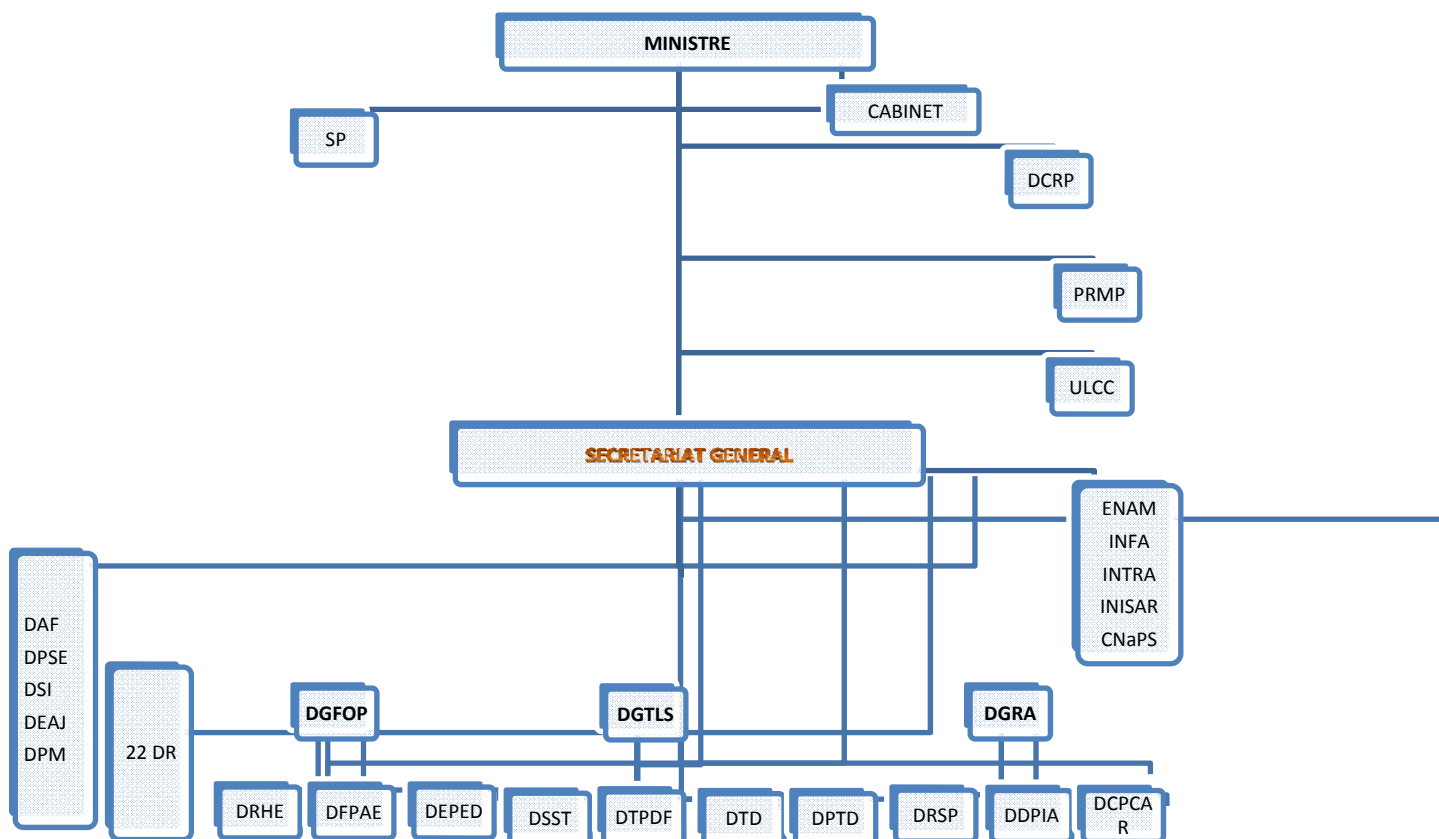 MINISTRE
CABINET
SP
DCRP
PRMP
ULCC
SECRETARIAT GENERAL
ENAM
INFA
INTRA
INISAR
CNaPS
DAF
DPSE
DSI
DEAJ
DPM
22 DR
DGFOP
DGTLS
DGRA
DRHE
DFPAE
DEPED
DSST
DTPDF
DTD
DPTD
DRSP
DDPIA
DCPCA
R